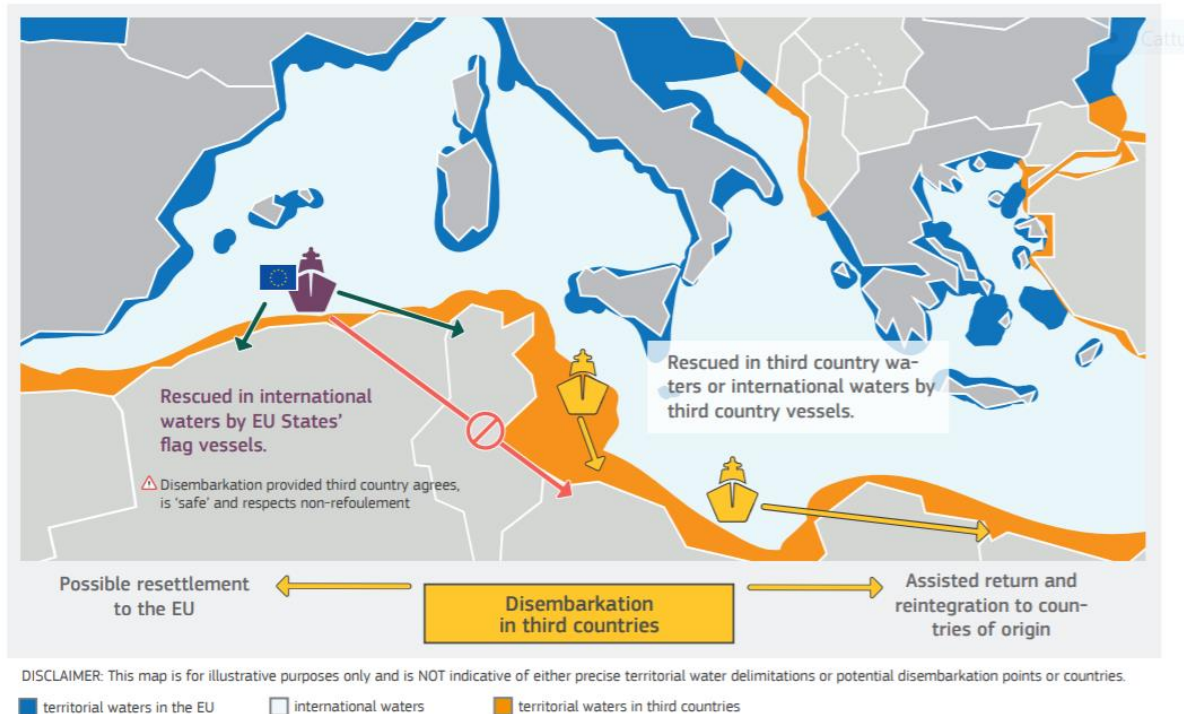 Rescued in international
waters by EU States’
flag vessels.
Disembarkation provided third country agrees,
is ‘safe’ and respects non-refoulement
Rescued in third country wa-
ters or international waters by
third country vessels.
Possible resettlement
to the EU
Disembarkation
in third countries
Assisted return and
reintegration to coun-
tries of origin
DISCLAIMER: This map is for illustrative purposes only and is NOT indicative of either precise territorial water delimitations or potential disembarkation points or countries.
territorial waters in the EU
international waters
territorial waters in third countries